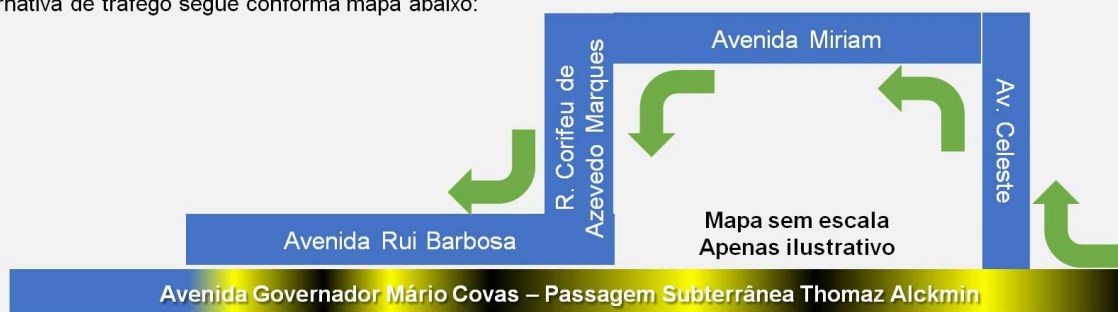 rnativa de tráfego segue conforma mapa abaixo:
Avenida Miriam
R. Corifeu de
Azevedo Marques
Av. Celeste
Mapa sem escala
Apenas ilustrativo
Avenida Rui Barbosa
Avenida Governador Mário Covas – Passagem Subterrânea Thomaz Alckmin